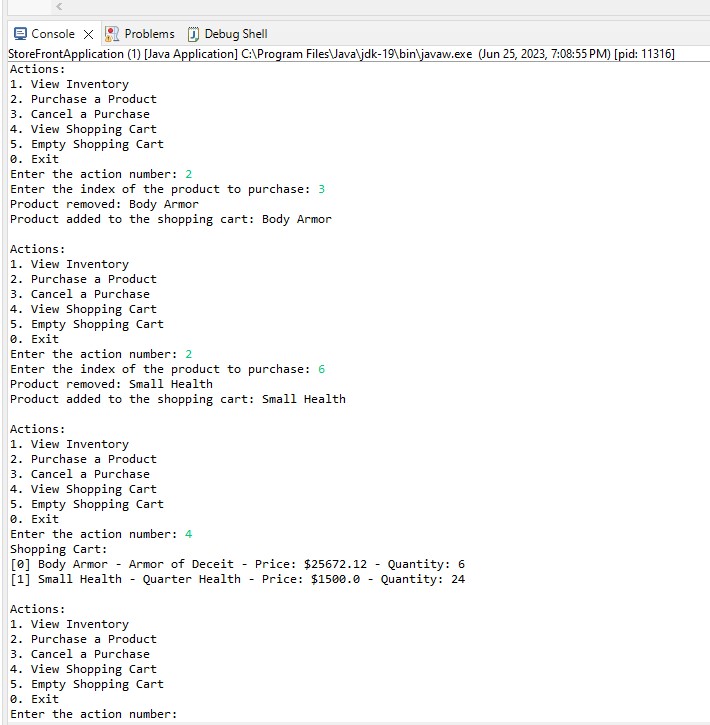 Console Problems Debug Shell
StoreFrontApplication (1) [Java Application] C:\Program Files\Java\jdk-19\bin\javaw.exe (Jun 25, 2023, 7:08:55 PM) [pid: 11316]
Actions:
1. View Inventory
2. Purchase a Product
3. Cancel a Purchase
4. View Shopping Cart
5. Empty Shopping Cart
0. Exit
Enter the action number: 2
Enter the index of the product to purchase: 3
Product removed: Body Armor
Product added to the shopping cart: Body Armor
Actions:
1. View Inventory
2. Purchase a Product
3. Cancel a Purchase
4. View Shopping Cart
5. Empty Shopping Cart
0. Exit
Enter the action number: 2
Enter the index of the product to purchase: 6
Product removed: Small Health
Product added to the shopping cart: Small Health
Actions:
1. View Inventory
2. Purchase a Product
3. Cancel a Purchase
4. View Shopping Cart
5. Empty Shopping Cart
0. Exit
Enter the action number: 4
Shopping Cart:
[0] Body Armor - Armor of Deceit - Price: $25672.12 - Quantity: 6
[1] Small Health - Quarter Health - Price: $1500.0 - Quantity: 24
Actions:
1. View Inventory
2. Purchase a Product
3. Cancel a Purchase
4. View Shopping Cart
5. Empty Shopping Cart
0. Exit
Enter the action number: